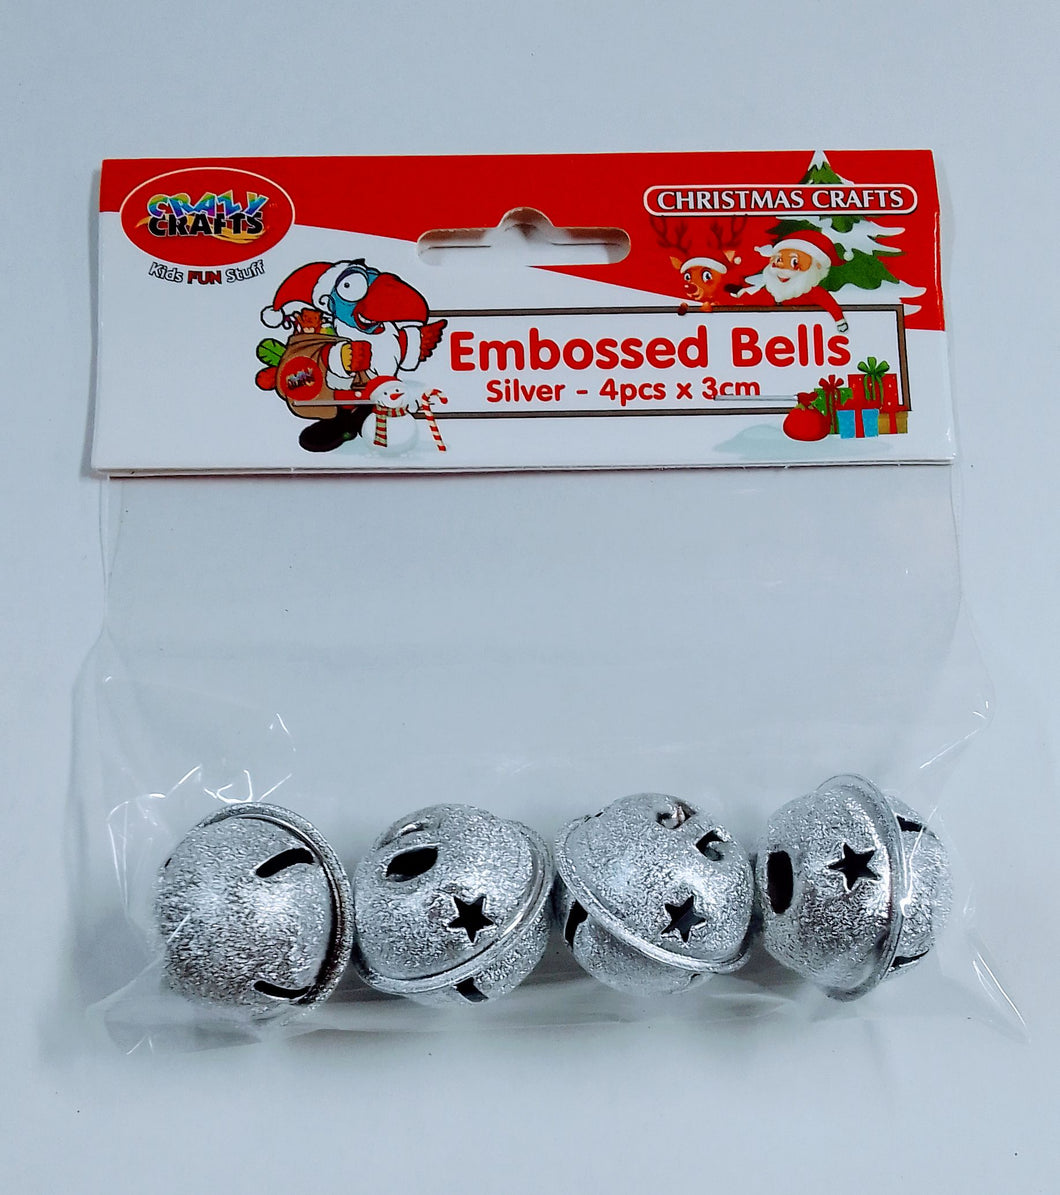 CRAZY
CRAFTS
Kids FUN Stuff
CHRISTMAS CRAFTS
Embossed Bells
Silver - 4pcs x 3cm